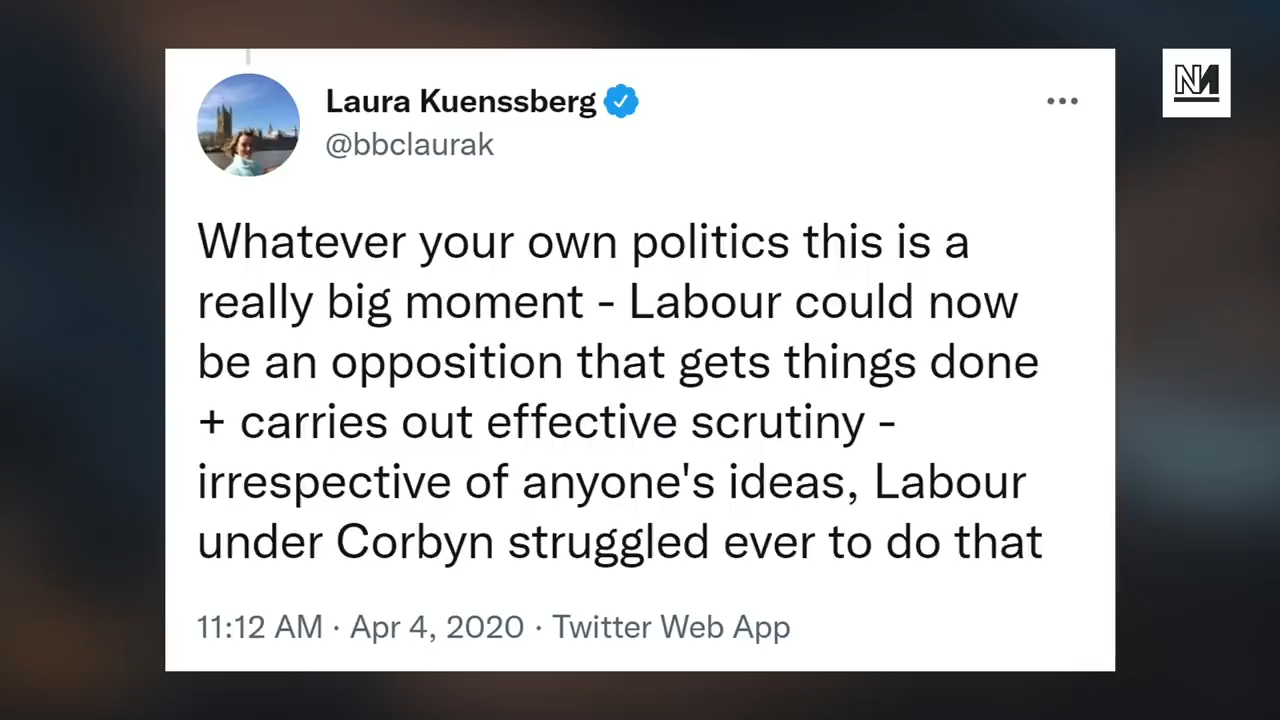 Laura Kuenssberg
@bbclaurak
Whatever your own politics this is a
really big moment - Labour could now
be an opposition that gets things done
+ carries out effective scrutiny -
irrespective of anyone's ideas, Labour
under Corbyn struggled ever to do that
11:12 AM · Apr 4, 2020 · Twitter Web App
NM